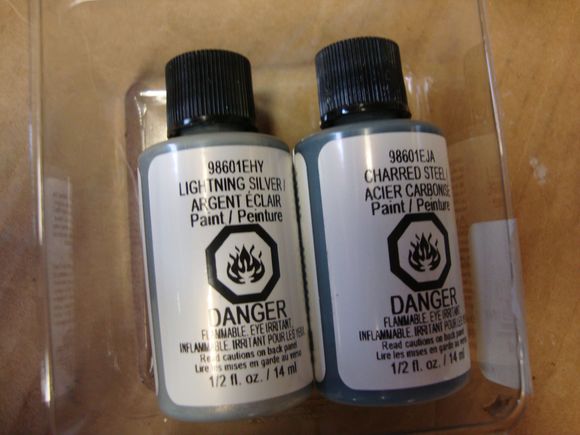 98601EHY
LIGHTNING SILVER /
ARGENT ÉCLAIR
Paint / Peinture
DANGER
FLAMMABLE. EYE IRRITANT.
INFLAMMABLE. IRRITANT POUR LES YEUX.
Read cautions on back panel
Lire les mises en garde au verso
1/2 fl. oz. / 14 ml
98601EJA
CHARRED STEEL /
ACIER CARBONISE
Paint / Peinture
DANGER
FLAMMABLE. EYE IRRITANT.
INFLAMMABLE. IRRITANT POUR LES
Read cautions on back panel
Lire les mises en garde au verso
1/2 fl. oz. / 14 ml